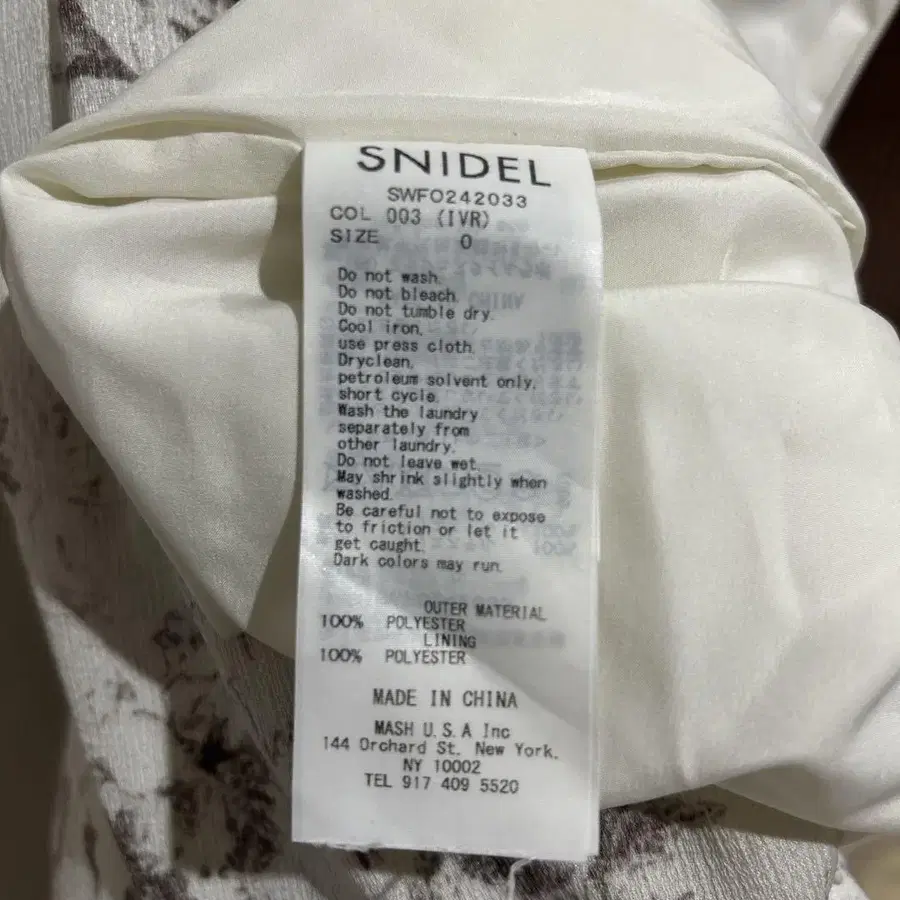 SNIDEL
SWFO242033
COL 003 (IVR)
SIZE 0
Do not wash.
Do not bleach.
Do not tumble dry.
Cool iron,
use press cloth.
Dryclean,
petroleum solvent only,
short cycle.
Wash the laundry
separately from
other laundry.
Do not leave wet.
May shrink slightly when
washed.
Be careful not to expose
to friction or let it
get caught.
Dark colors may run.
OUTER MATERIAL
100% POLYESTER
LINING
100% POLYESTER
MADE IN CHINA
MASH U.S.A Inc
144 Orchard St. New York,
NY 10002
TEL 917 409 5520